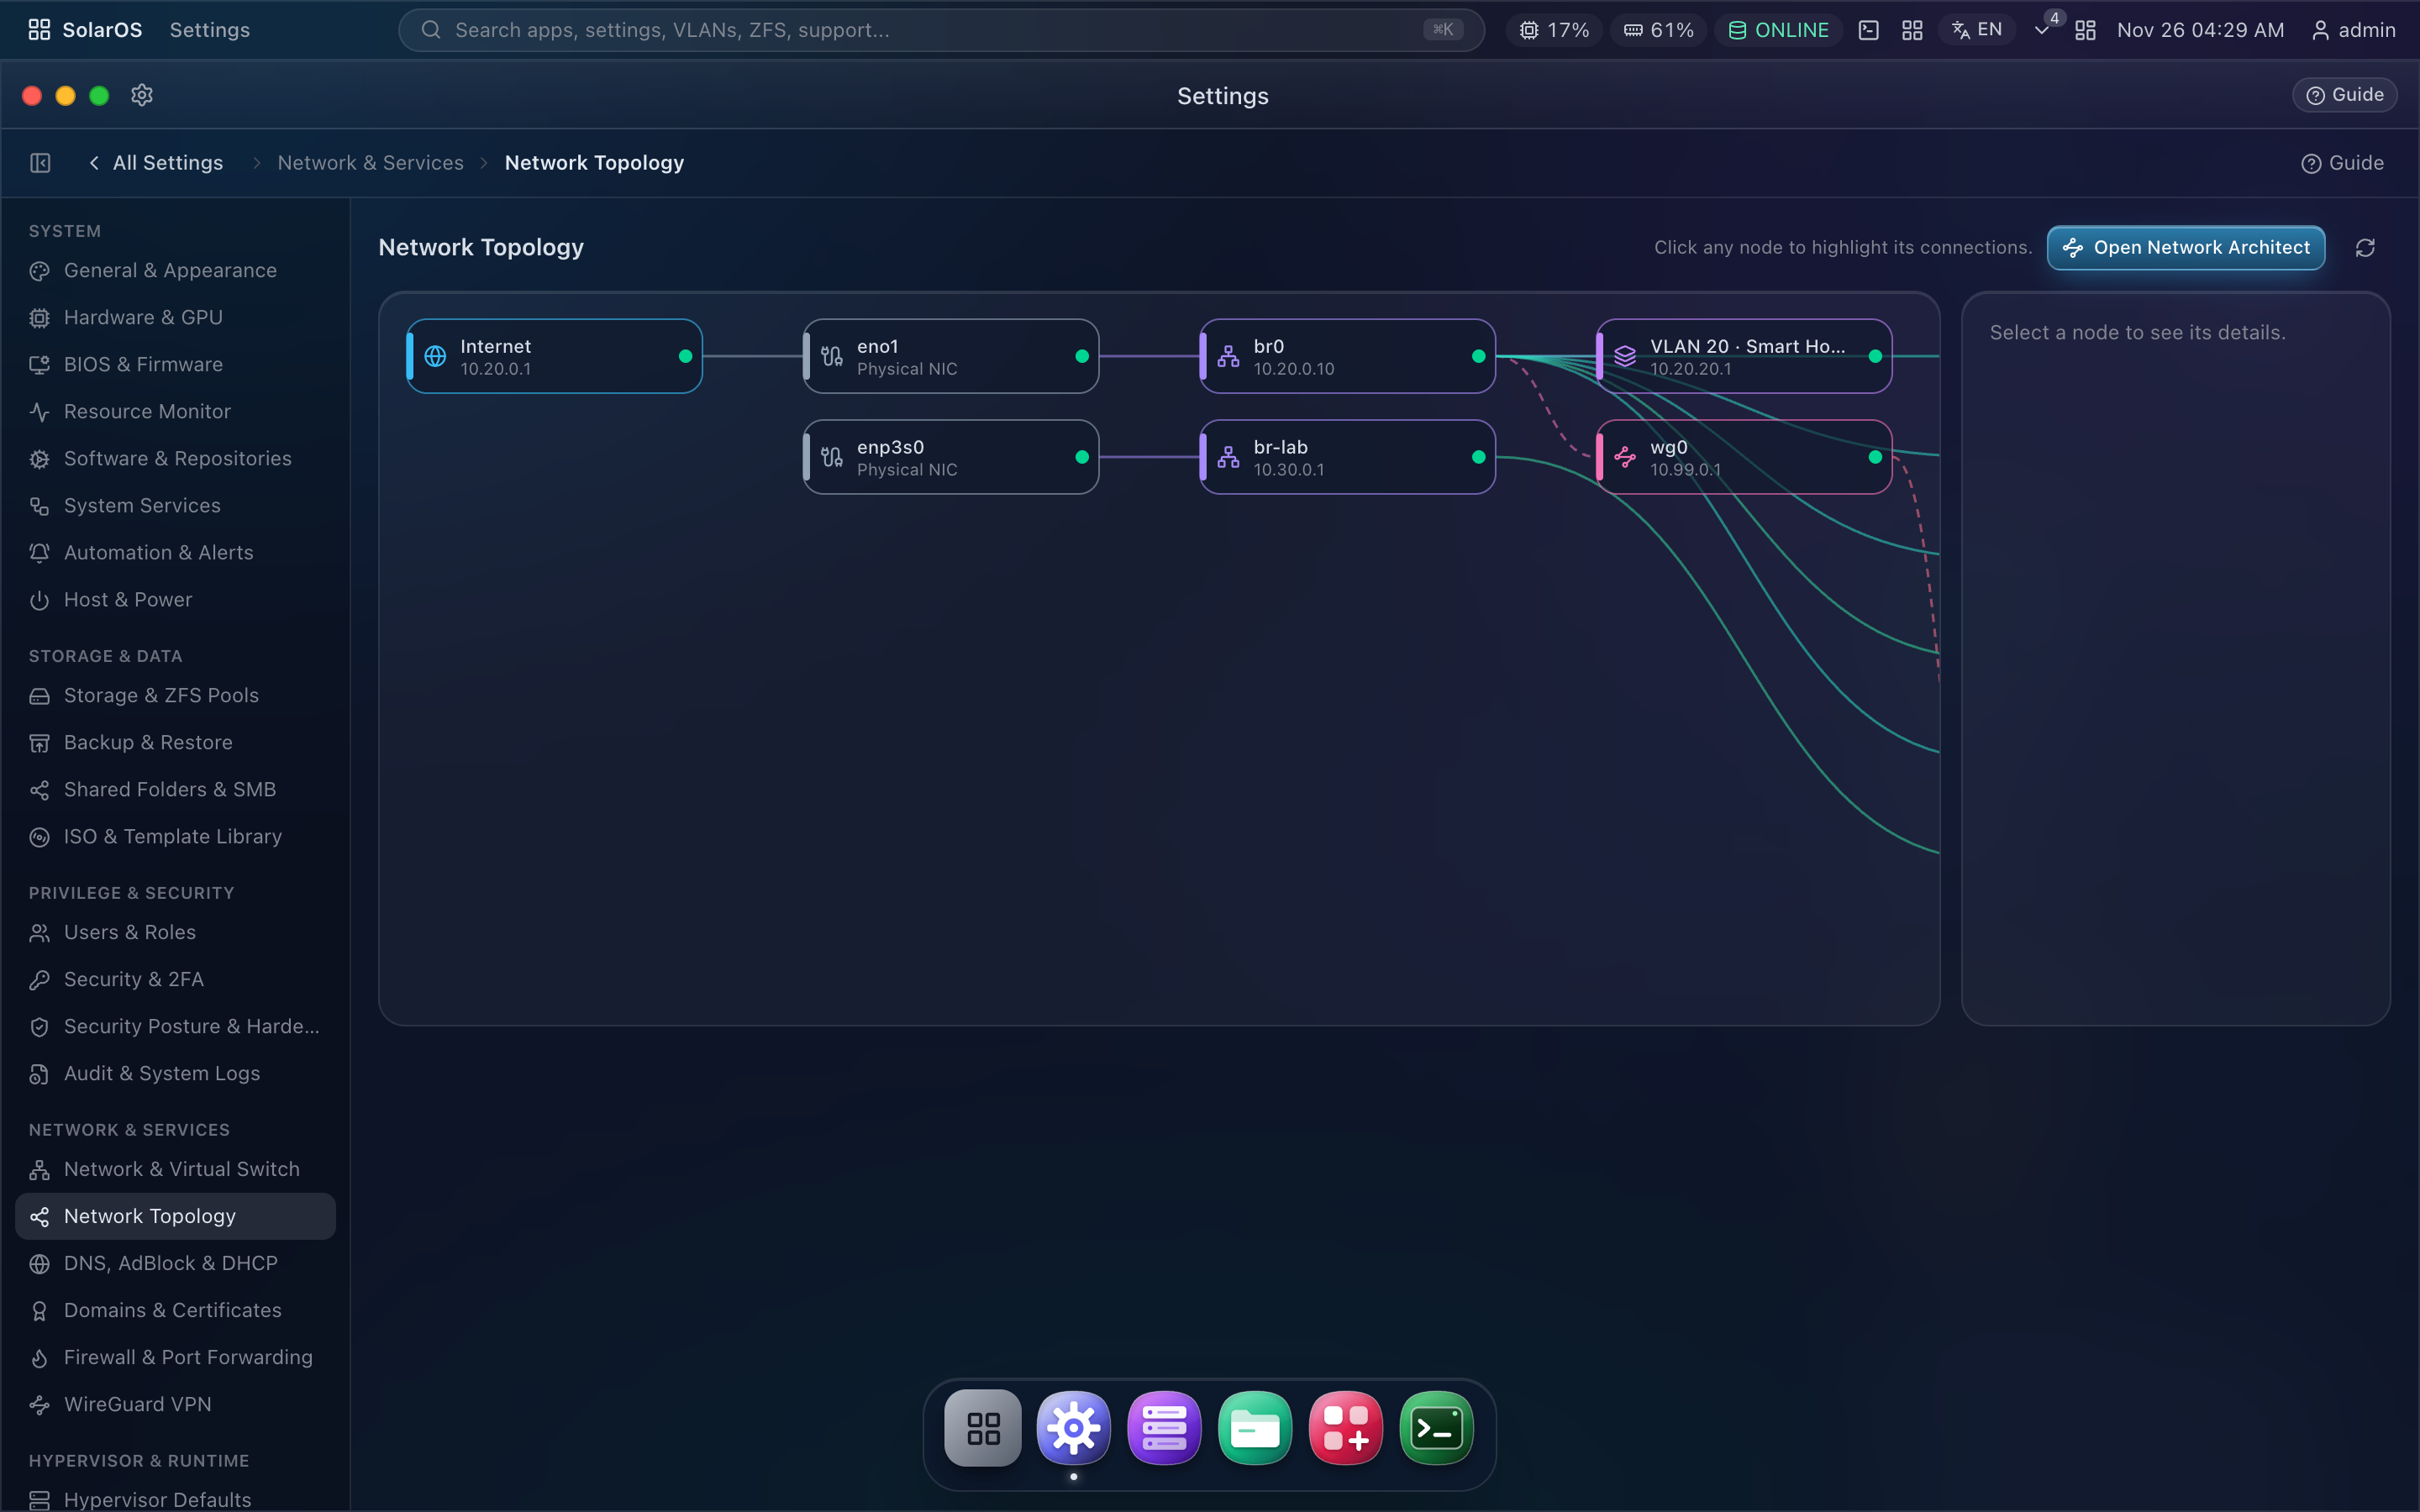 SolarOS Settings Search apps, settings, VLANs, ZFS, support... ⌘K 17% 61% ONLINE EN 4 Nov 26 04:29 AM admin
Settings Guide
All Settings Network & Services Network Topology Guide
SYSTEM
General & Appearance
Hardware & GPU
BIOS & Firmware
Resource Monitor
Software & Repositories
System Services
Automation & Alerts
Host & Power
STORAGE & DATA
Storage & ZFS Pools
Backup & Restore
Shared Folders & SMB
ISO & Template Library
PRIVILEGE & SECURITY
Users & Roles
Security & 2FA
Security Posture & Harde...
Audit & System Logs
NETWORK & SERVICES
Network & Virtual Switch
Network Topology
DNS, AdBlock & DHCP
Domains & Certificates
Firewall & Port Forwarding
WireGuard VPN
HYPERVISOR & RUNTIME
Hypervisor Defaults
Network Topology Click any node to highlight its connections. Open Network Architect
Internet
10.20.0.1
eno1
Physical NIC
br0
10.20.0.10
VLAN 20 · Smart Ho...
10.20.20.1
enp3s0
Physical NIC
br-lab
10.30.0.1
wg0
10.99.0.1
Select a node to see its details.